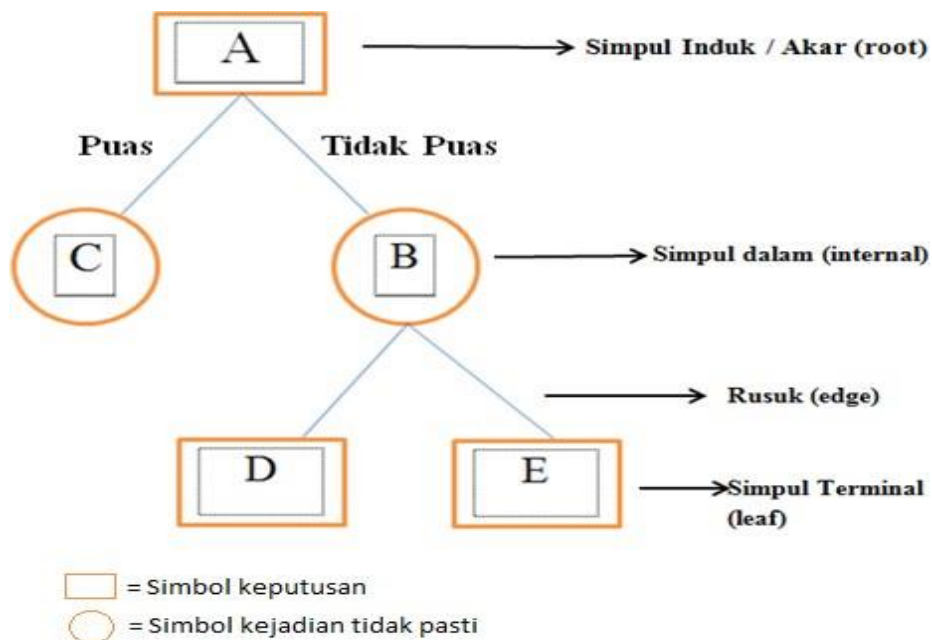 A
Simpul Induk / Akar (root)
Puas
Tidak Puas
C
B
Simpul dalam (internal)
Rusuk (edge)
D
E
Simpul Terminal
(leaf)
= Simbol keputusan
= Simbol kejadian tidak pasti